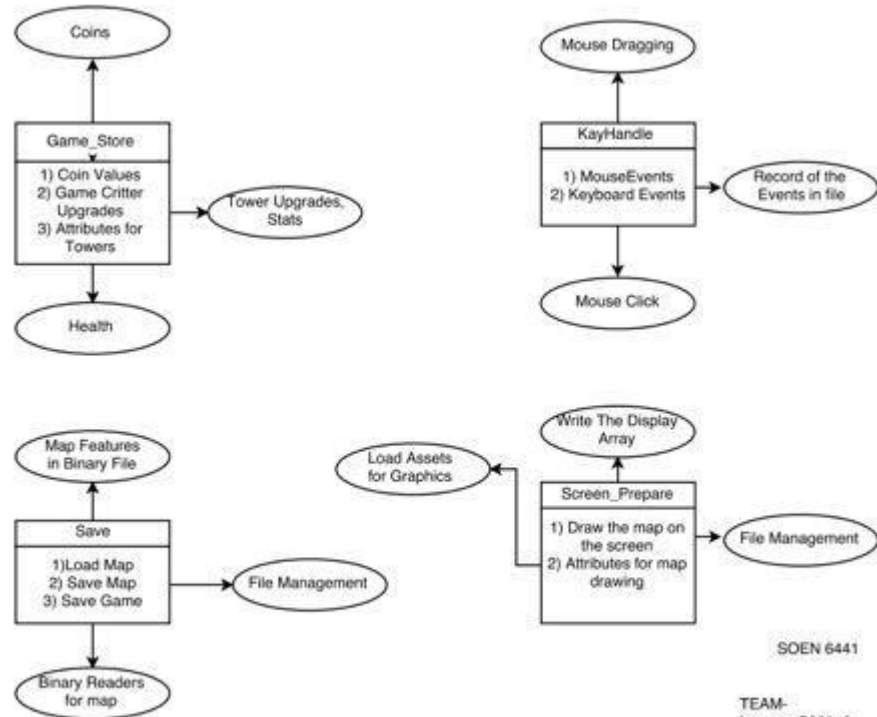 Coins
Game_Store
1) Coin Values
2) Game Critter
Upgrades
3) Attributes for
Towers
Tower Upgrades,
Stats
Health
Mouse Dragging
KayHandle
1) MouseEvents
2) Keyboard Events
Record of the
Events in file
Mouse Click
Map Features
in Binary File
Save
1)Load Map
2) Save Map
3) Save Game
File Management
Binary Readers
for map
Write The Display
Array
Load Assets
for Graphics
Screen_Prepare
1) Draw the map on
the screen
2) Attributes for map
drawing
File Management
SOEN 6441
TEAM-